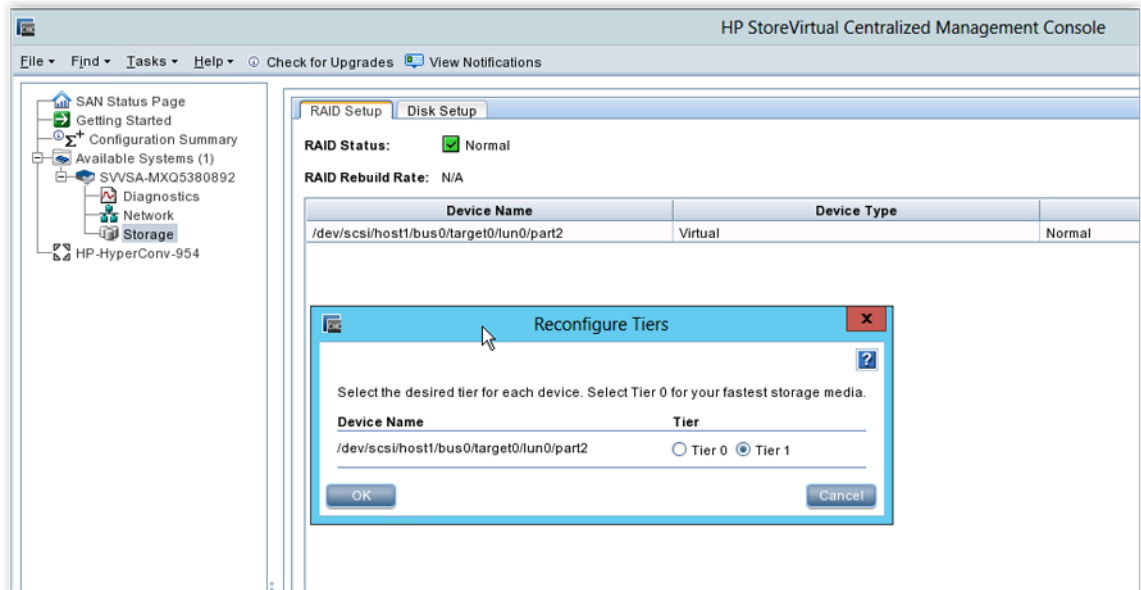 HP StoreVirtual Centralized Management Console
File Find Tasks Help Check for Upgrades View Notifications
SAN Status Page
Getting Started
Configuration Summary
Available Systems (1)
SVVSA-MXQ5380892
Diagnostics
Network
Storage
HP-HyperConv-954
RAID Setup Disk Setup
RAID Status: Normal
RAID Rebuild Rate: N/A
Device Name Device Type
/dev/scsi/host1/bus0/target0/lun0/part2 Virtual Normal
Reconfigure Tiers
Select the desired tier for each device. Select Tier 0 for your fastest storage media.
Device Name Tier
/dev/scsi/host1/bus0/target0/lun0/part2 Tier 0 Tier 1
OK Cancel